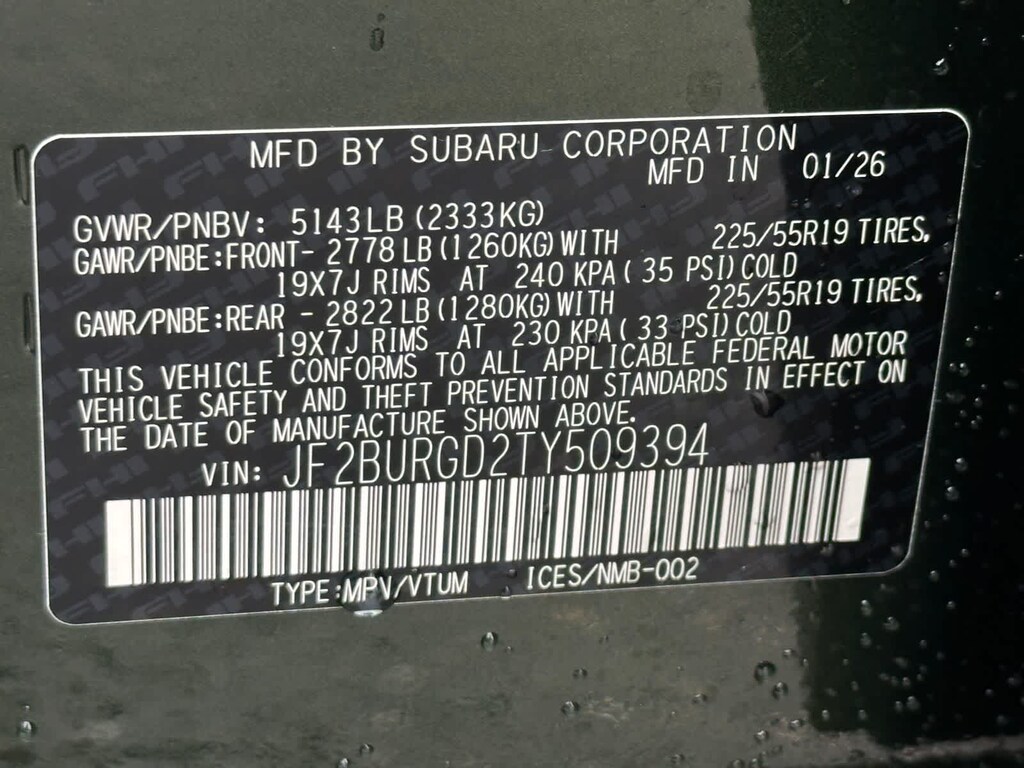 MFD BY SUBARU CORPORATION
MFD IN 01/26
GVWR/PNBV: 5143LB (2333KG)
GAWR/PNBE:FRONT- 2778 LB (1260KG) WITH 225/55R19 TIRES,
19X7J RIMS AT 240 KPA ( 35 PSI) COLD
GAWR/PNBE:REAR - 2822 LB (1280KG) WITH 225/55R19 TIRES,
19X7J RIMS AT 230 KPA ( 33 PSI) COLD
THIS VEHICLE CONFORMS TO ALL APPLICABLE FEDERAL MOTOR
VEHICLE SAFETY AND THEFT PREVENTION STANDARDS IN EFFECT ON
THE DATE OF MANUFACTURE SHOWN ABOVE.
VIN: JF2BURGD2TY509394
TYPE:MPV/VTUM ICES/NMB-002